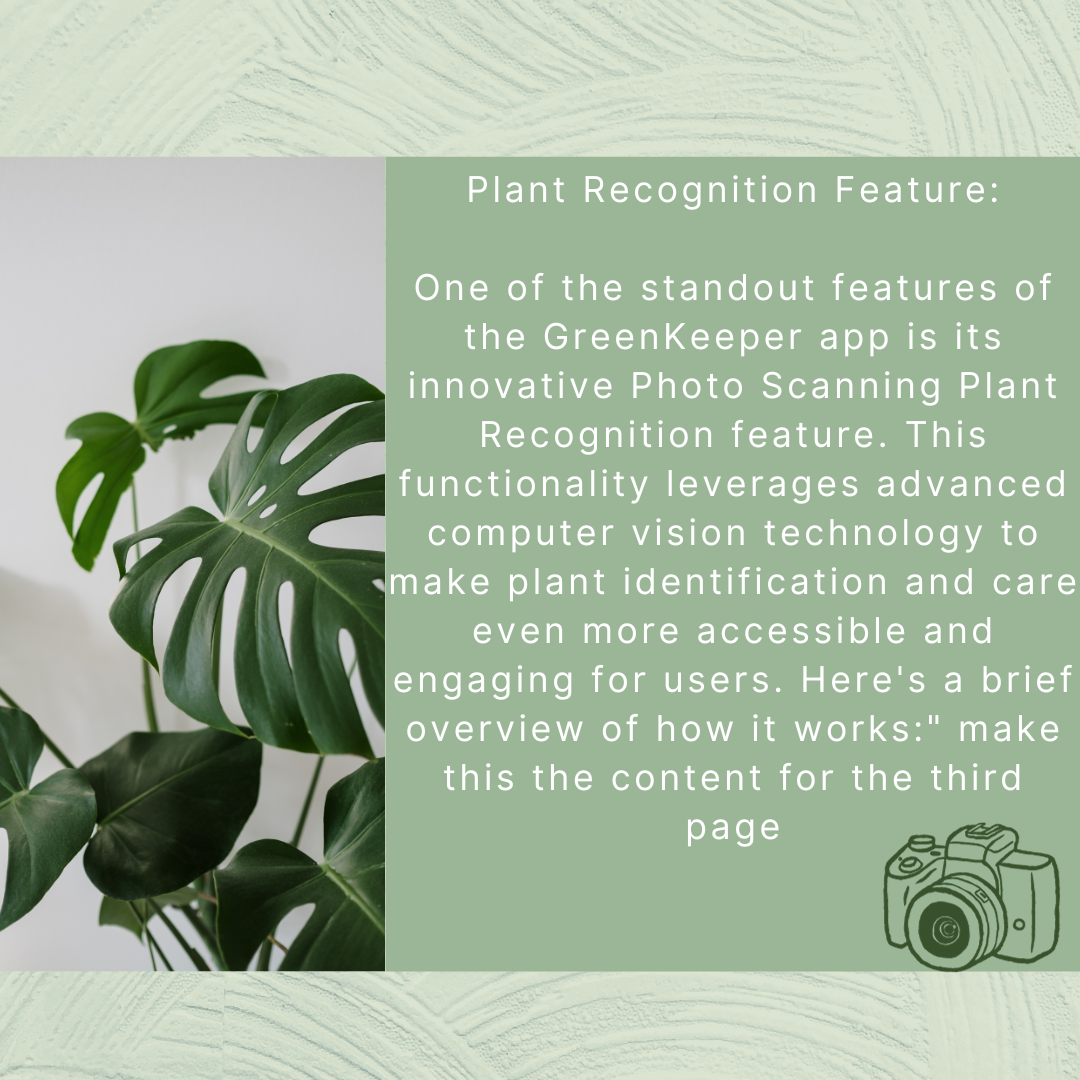 Plant Recognition Feature:
One of the standout features of
the GreenKeeper app is its
innovative Photo Scanning Plant
Recognition feature. This
functionality leverages advanced
computer vision technology to
make plant identification and care
even more accessible and
engaging for users. Here's a brief
overview of how it works:" make
this the content for the third
page